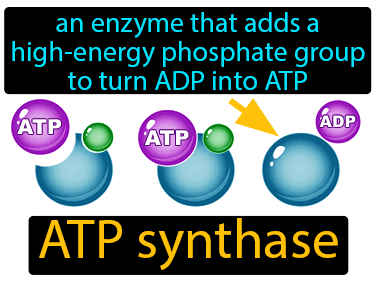 an enzyme that adds a
high-energy phosphate group
to turn ADP into ATP
ATP
ATP
ADP
ATP synthase